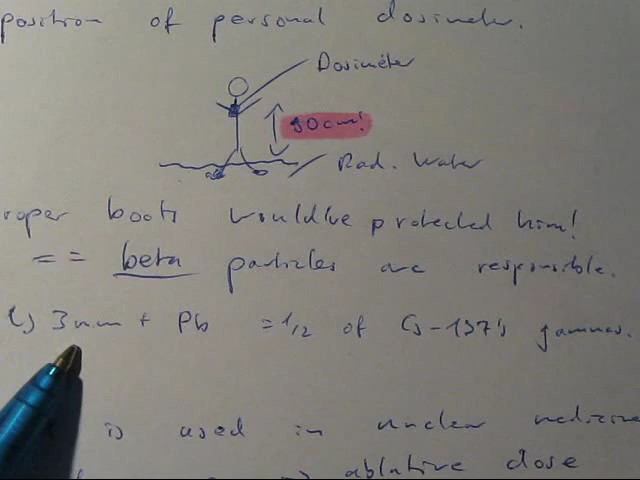 position of personal dosimeter.
Dosimeter
80cm!
Rad. Water
roper boots would've protected him!
== beta particles are responsible.
3mm + Pb = 1/2 of Cs-137's gammas.
is used in nuclear medicine
ablative dose